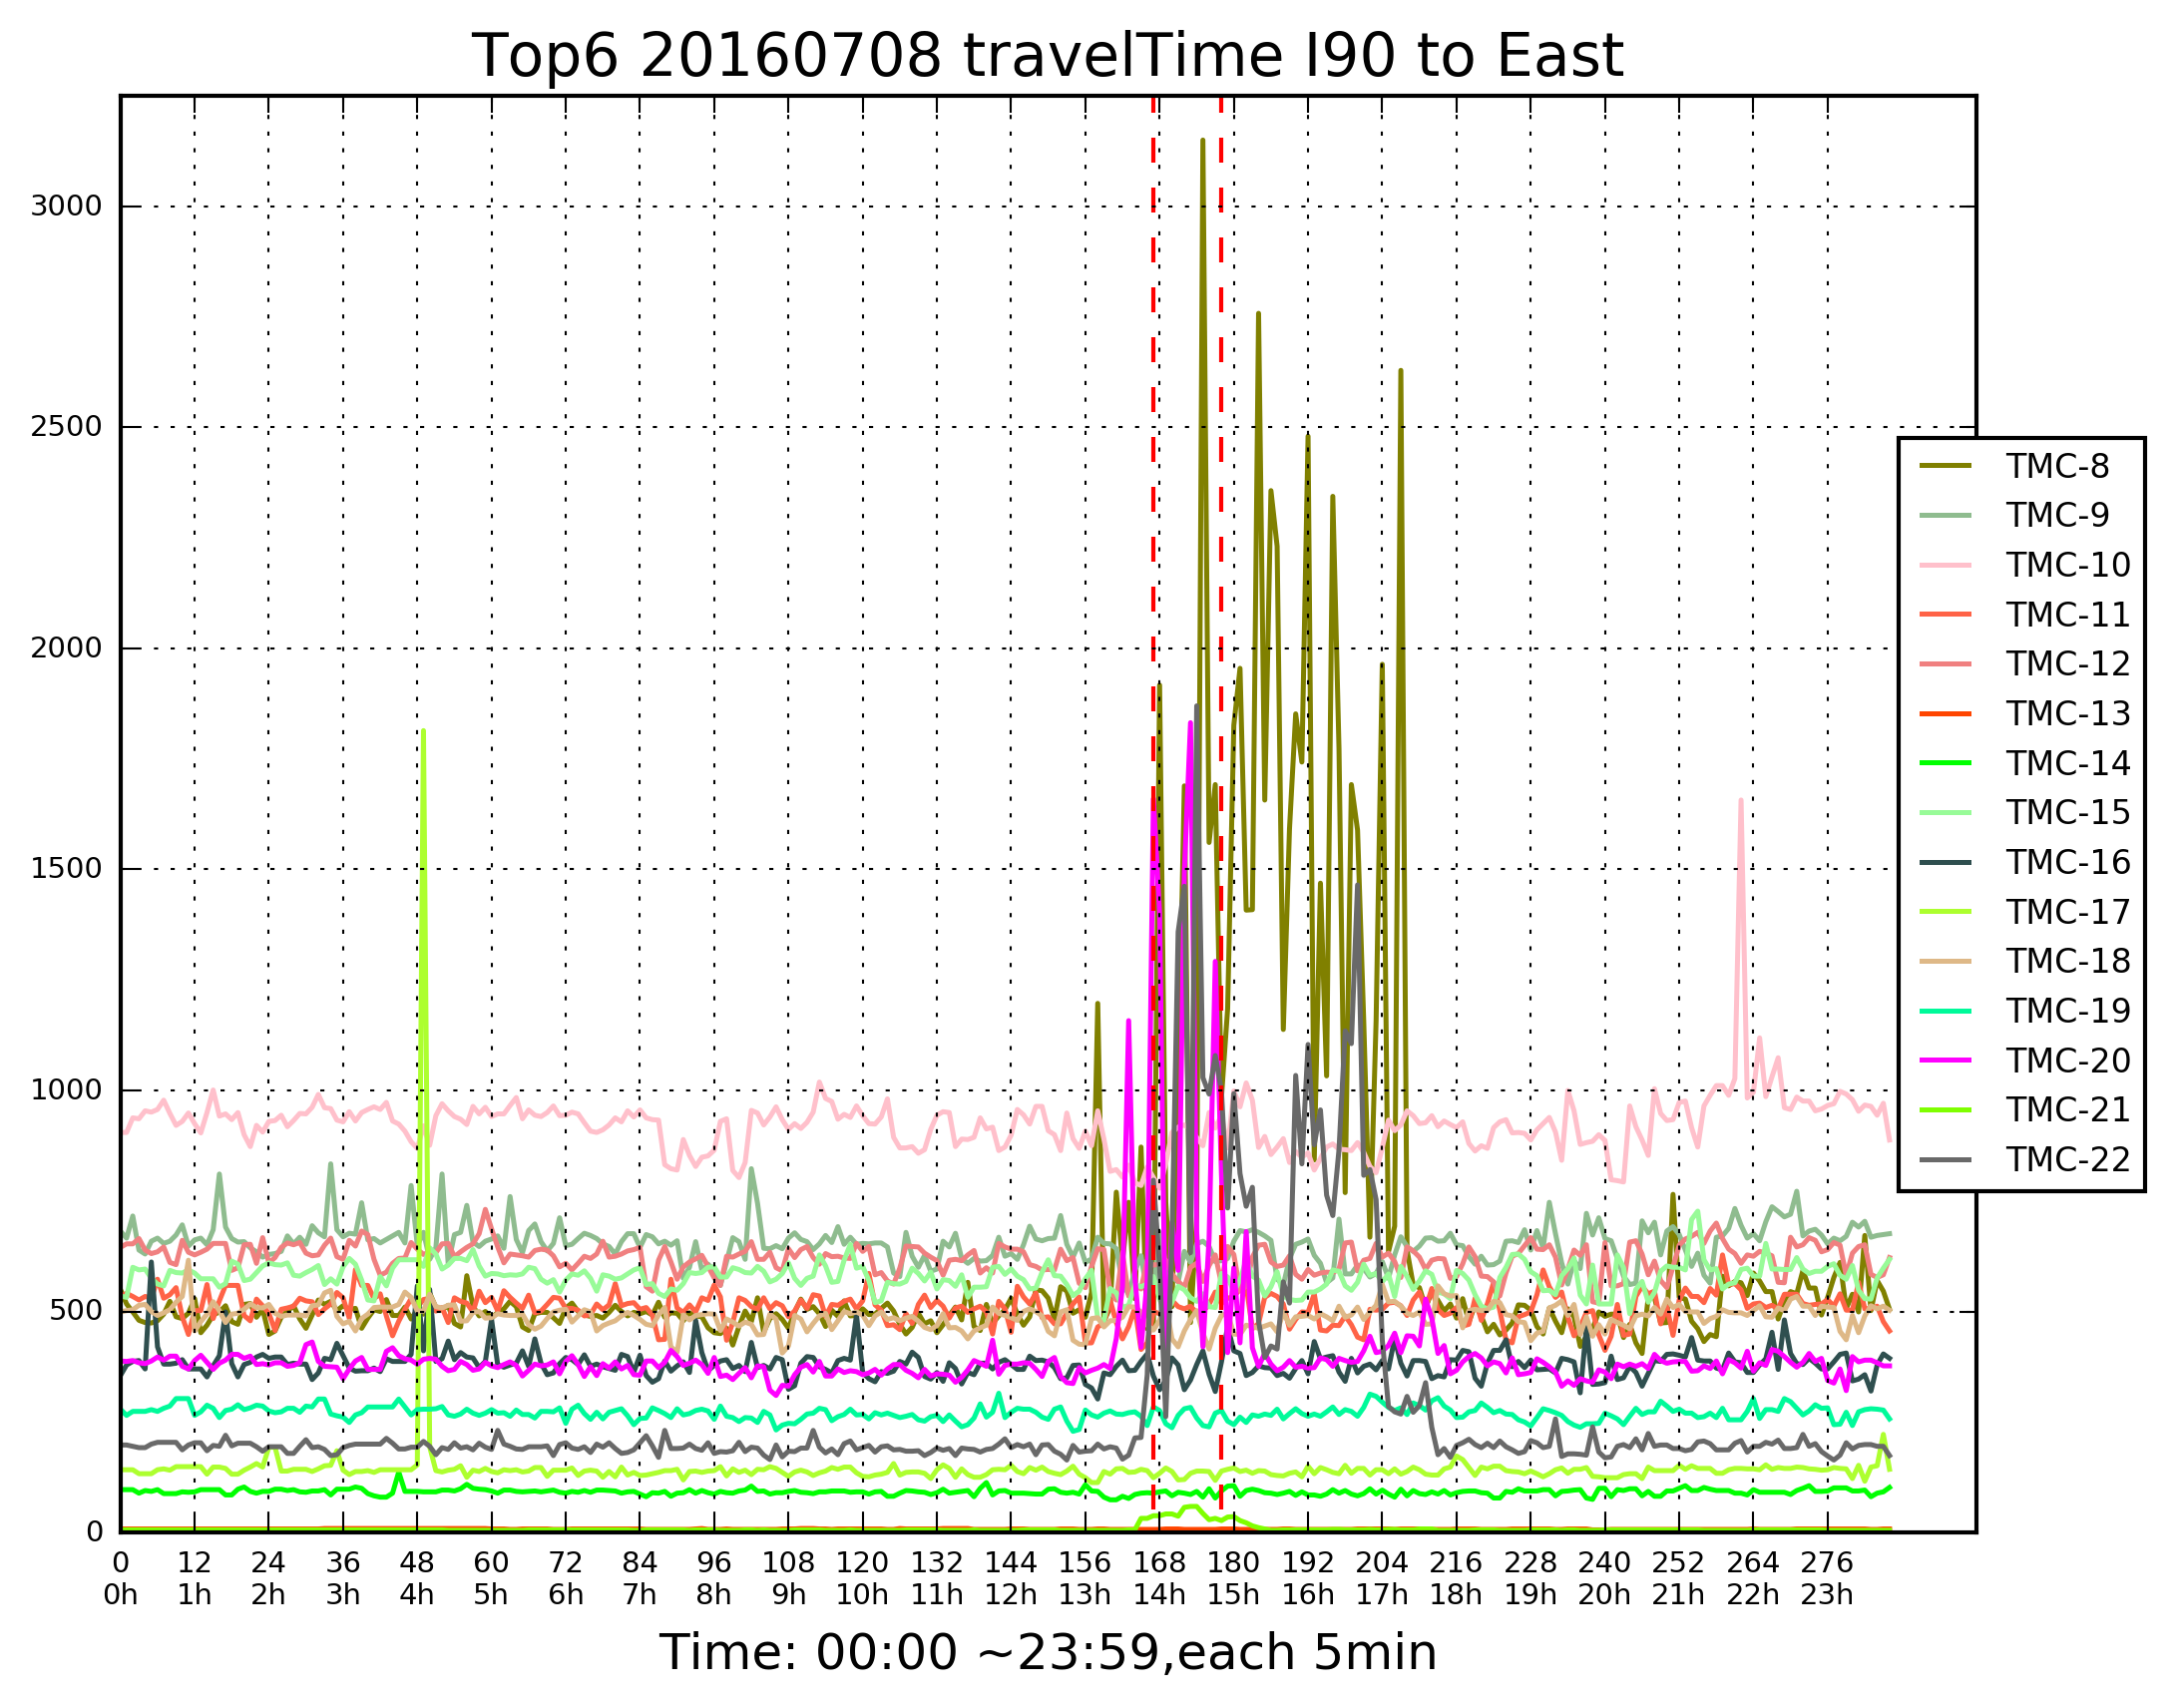 Top6 20160708 travelTime I90 to East
3000
2500
2000
1500
1000
500
0
TMC-8
TMC-9
TMC-10
TMC-11
TMC-12
TMC-13
TMC-14
TMC-15
TMC-16
TMC-17
TMC-18
TMC-19
TMC-20
TMC-21
TMC-22
0 12 24 36 48 60 72 84 96 108 120 132 144 156 168 180 192 204 216 228 240 252 264 276
0h 1h 2h 3h 4h 5h 6h 7h 8h 9h 10h 11h 12h 13h 14h 15h 16h 17h 18h 19h 20h 21h 22h 23h
Time: 00:00 ~23:59,each 5min